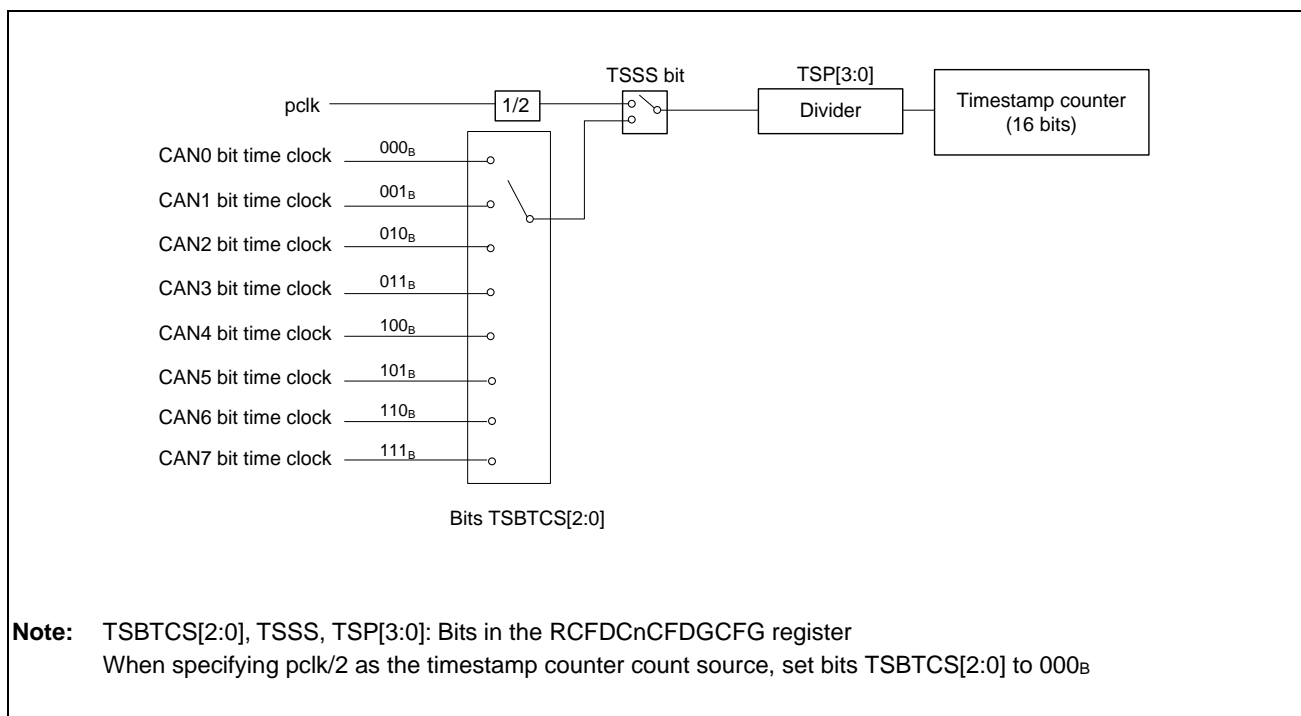 TSSS bit
TSP[3:0]
pclk
1/2
Divider
Timestamp counter
(16 bits)
CAN0 bit time clock 000B
CAN1 bit time clock 001B
CAN2 bit time clock 010B
CAN3 bit time clock 011B
CAN4 bit time clock 100B
CAN5 bit time clock 101B
CAN6 bit time clock 110B
CAN7 bit time clock 111B
Bits TSBTCS[2:0]
Note: TSBTCS[2:0], TSSS, TSP[3:0]: Bits in the RCFDCnCFDGCFG register
When specifying pclk/2 as the timestamp counter count source, set bits TSBTCS[2:0] to 000B